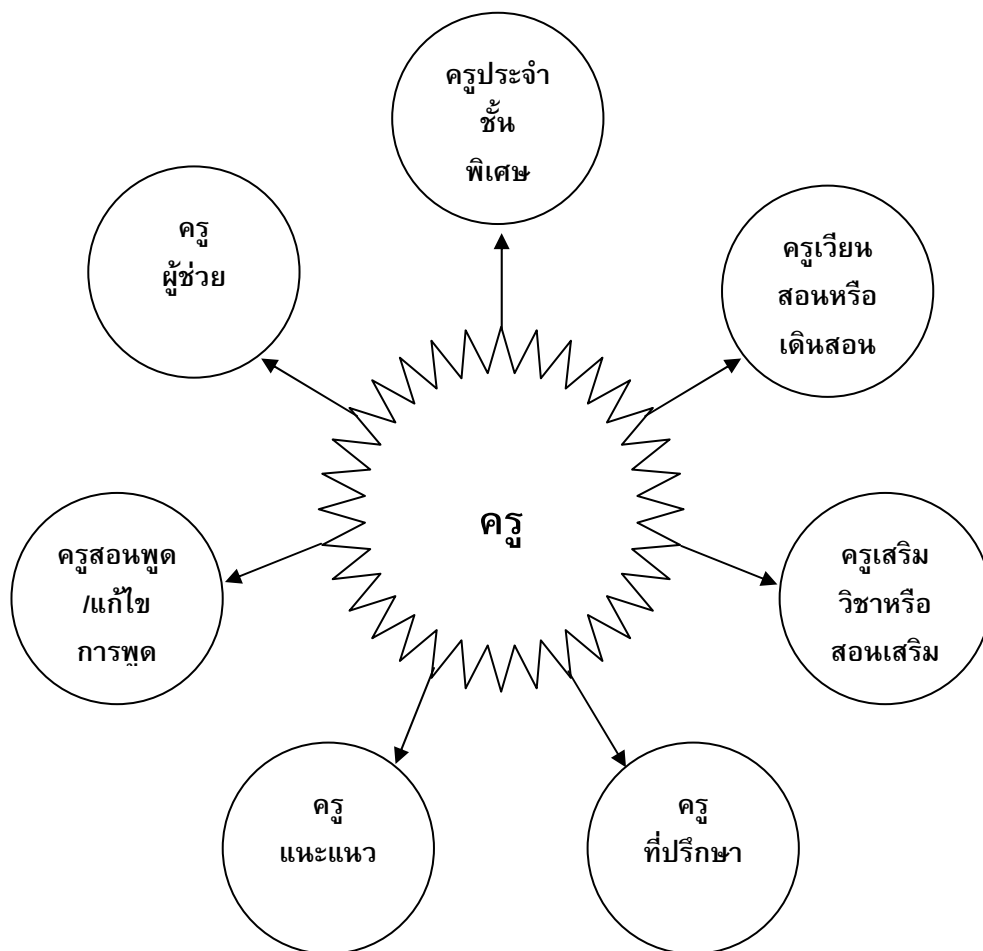 ครูประจำ
ชั้น
พิเศษ
ครู
ผู้ช่วย
ครูเวียน
สอนหรือ
เดินสอน
ครู
ครูสอนพูด
/แก้ไข
การพูด
ครูเสริม
วิชาหรือ
สอนเสริม
ครู
แนะแนว
ครู
ที่ปรึกษา